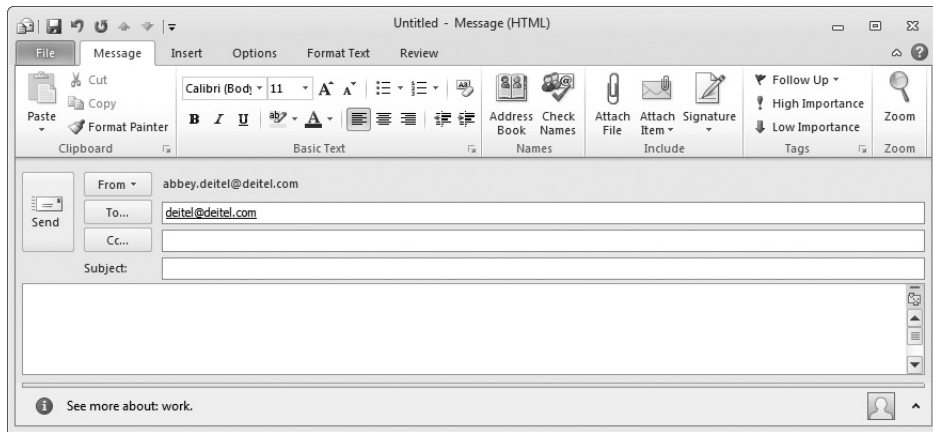 Untitled - Message (HTML)
File Message Insert Options Format Text Review
Cut
Copy
Format Painter
Paste
Clipboard
Calibri (Body 11
B I U
Basic Text
Address Book
Check Names
Names
Attach File
Attach Item
Signature
Include
Follow Up
High Importance
Low Importance
Tags
Zoom
Zoom
Send
From abbey.deitel@deitel.com
To... deitel@deitel.com
Cc...
Subject:
See more about: work.